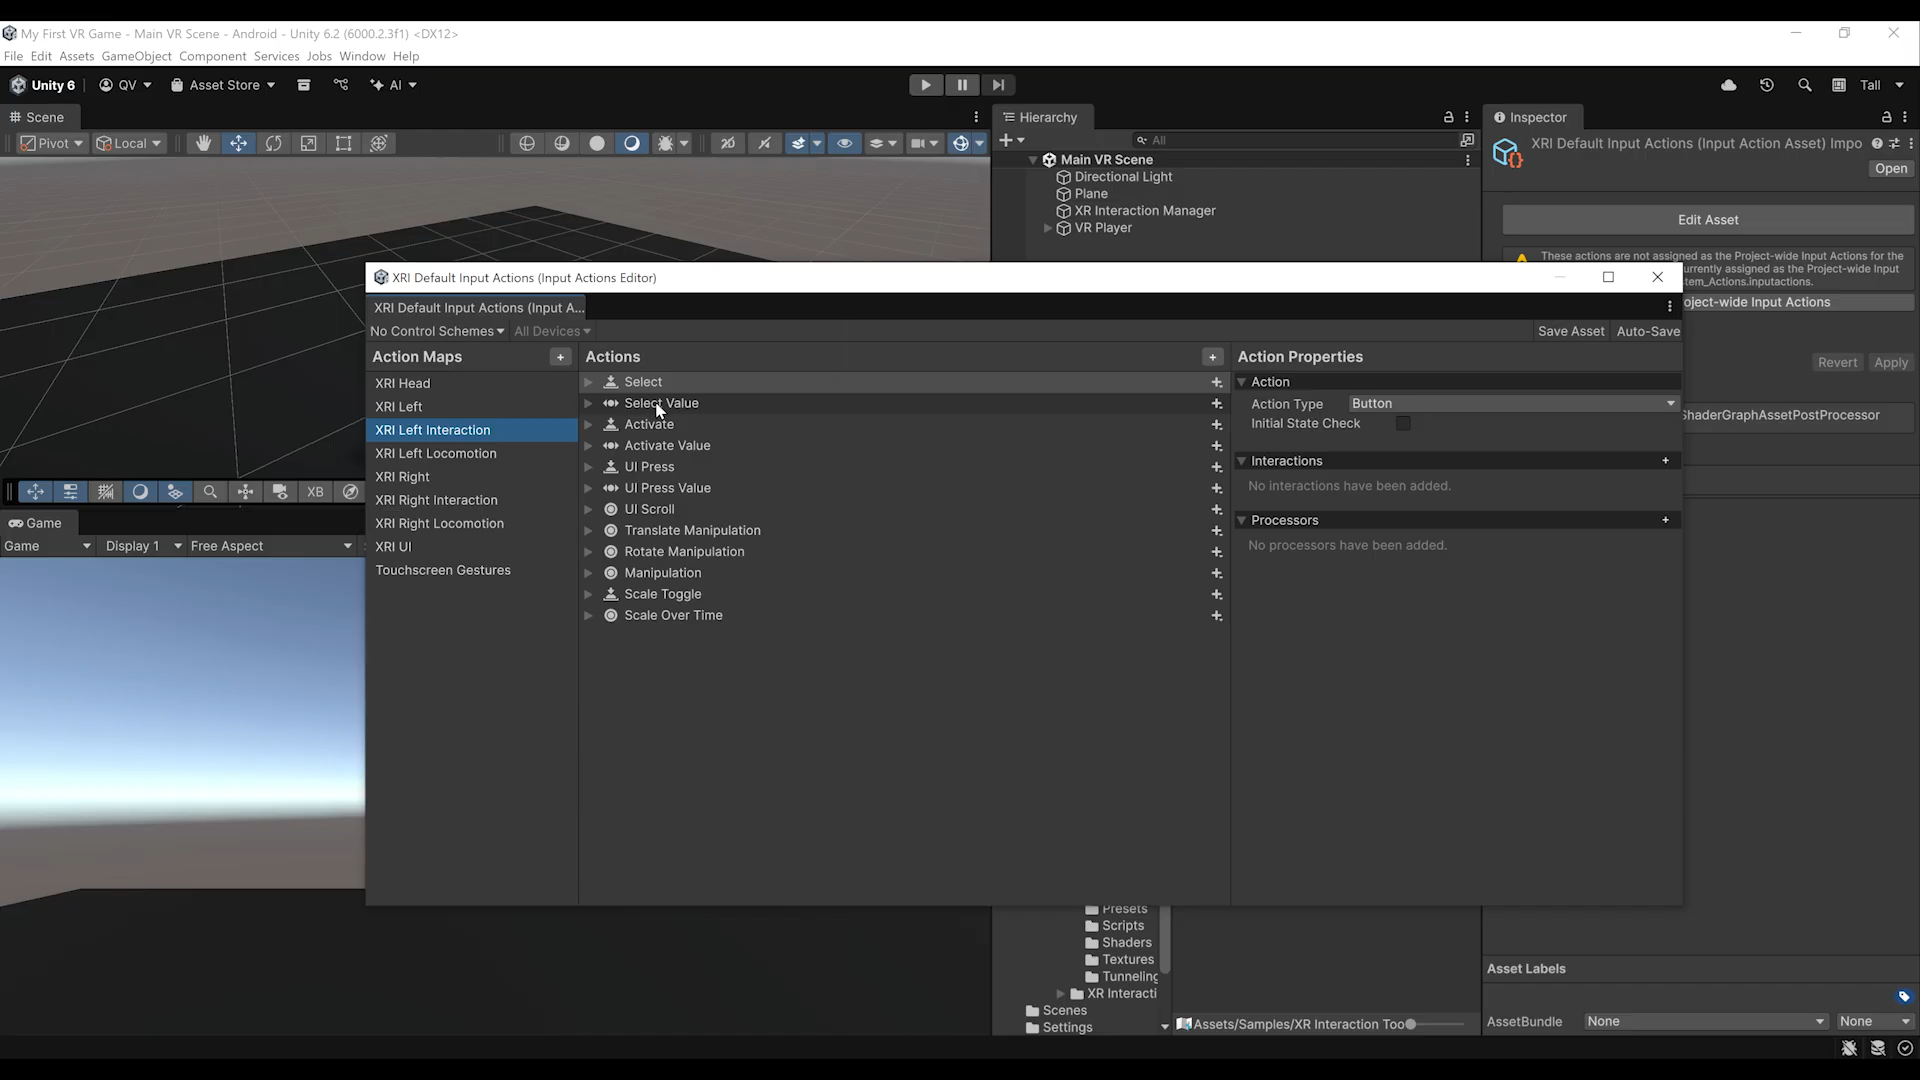 My First VR Game - Main VR Scene - Android - Unity 6.2 (6000.2.3f1) <DX12>
File Edit Assets GameObject Component Services Jobs Window Help
Unity 6 QV Asset Store AI Tall
Scene
Pivot Local
Hierarchy
All
Main VR Scene
Directional Light
Plane
XR Interaction Manager
VR Player
Inspector
XRI Default Input Actions (Input Action Asset) Impo
Open
Edit Asset
These actions are not assigned as the Project-wide Input Actions for the
urrently assigned as the Project-wide Input
tem_Actions.inputactions.
oject-wide Input Actions
Revert Apply
ShaderGraphAssetPostProcessor
XRI Default Input Actions (Input Actions Editor)
XRI Default Input Actions (Input A...
No Control Schemes All Devices Save Asset Auto-Save
Action Maps
XRI Head
XRI Left
XRI Left Interaction
XRI Left Locomotion
XRI Right
XRI Right Interaction
XRI Right Locomotion
XRI UI
Touchscreen Gestures
Actions
Select
Select Value
Activate
Activate Value
UI Press
UI Press Value
UI Scroll
Translate Manipulation
Rotate Manipulation
Manipulation
Scale Toggle
Scale Over Time
Action Properties
Action
Action Type Button
Initial State Check
Interactions
No interactions have been added.
Processors
No processors have been added.
XB
Game
Game Display 1 Free Aspect
Presets
Scripts
Shaders
Textures
Tunneling
XR Interacti
Scenes
Settings
Assets/Samples/XR Interaction Too
Asset Labels
AssetBundle None None